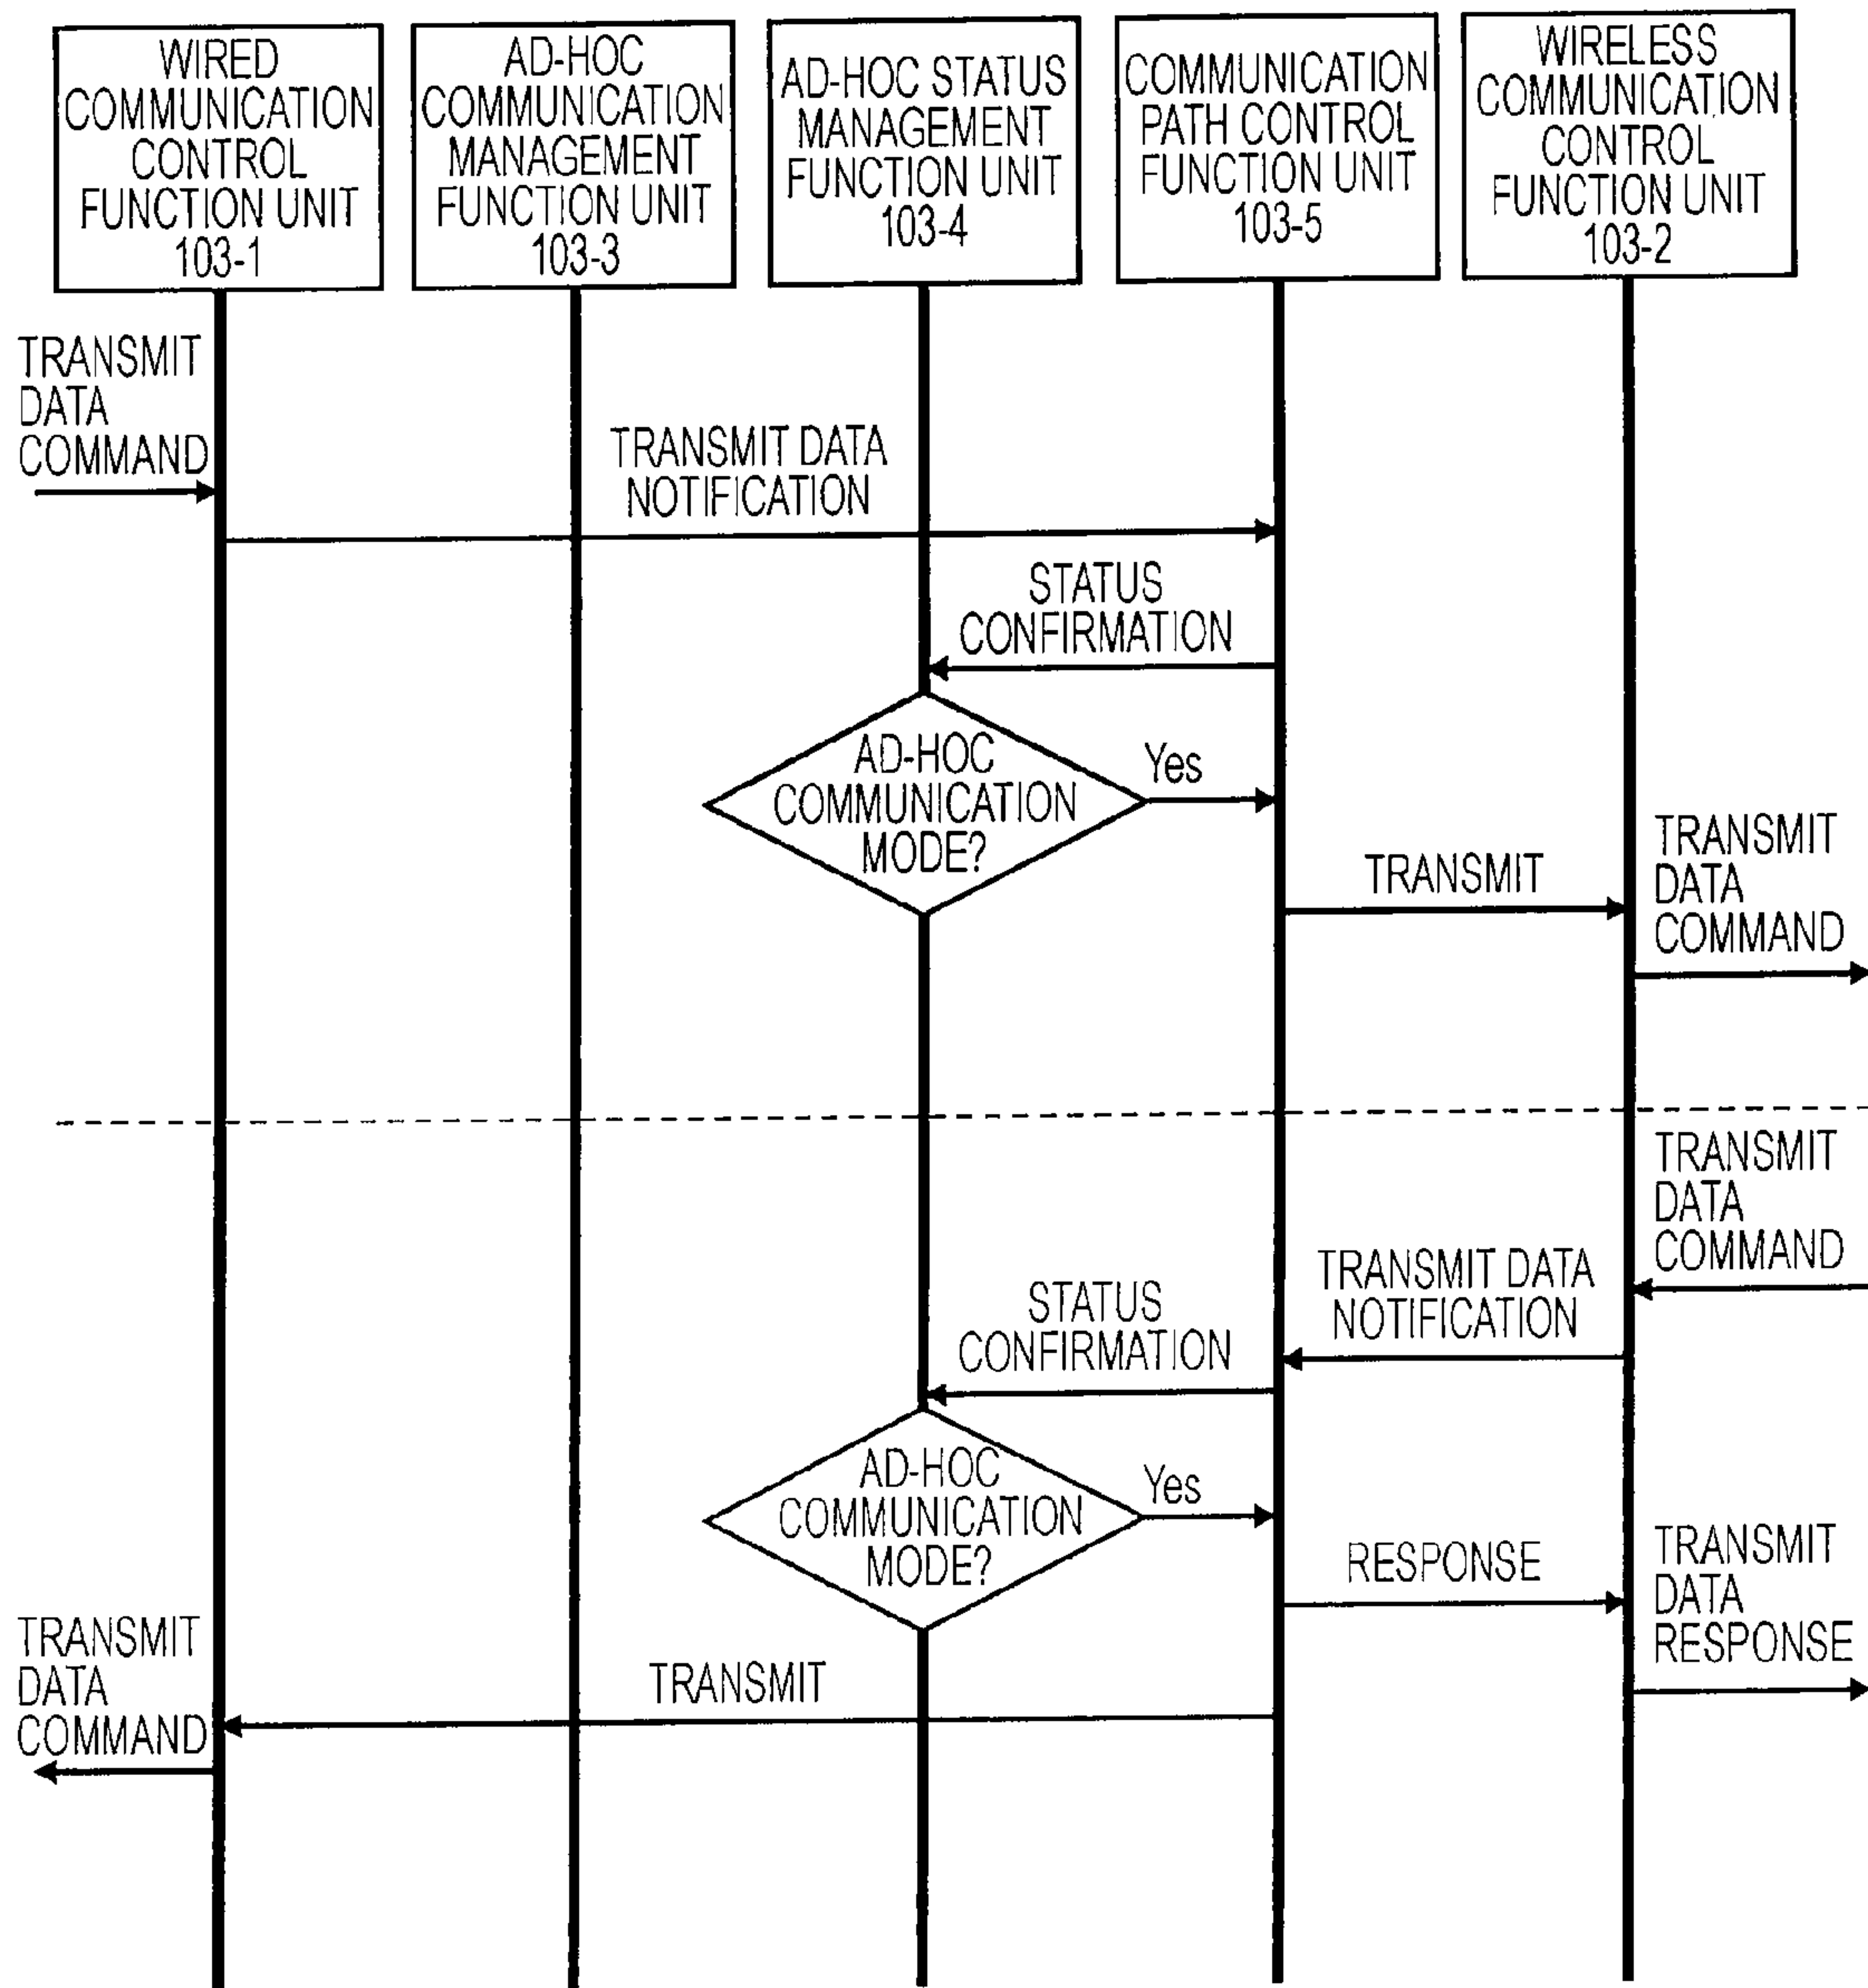 WIRED
COMMUNICATION
CONTROL
FUNCTION UNIT
103-1
AD-HOC
COMMUNICATION
MANAGEMENT
FUNCTION UNIT
103-3
AD-HOC STATUS
MANAGEMENT
FUNCTION UNIT
103-4
COMMUNICATION
PATH CONTROL
FUNCTION UNIT
103-5
WIRELESS
COMMUNICATION
CONTROL
FUNCTION UNIT
103-2
TRANSMIT
DATA
COMMAND
TRANSMIT DATA
NOTIFICATION
STATUS
CONFIRMATION
AD-HOC
COMMUNICATION
MODE?
Yes
TRANSMIT
TRANSMIT
DATA
COMMAND
TRANSMIT
DATA
COMMAND
TRANSMIT DATA
NOTIFICATION
STATUS
CONFIRMATION
AD-HOC
COMMUNICATION
MODE?
Yes
RESPONSE
TRANSMIT
DATA
RESPONSE
TRANSMIT
TRANSMIT
DATA
COMMAND